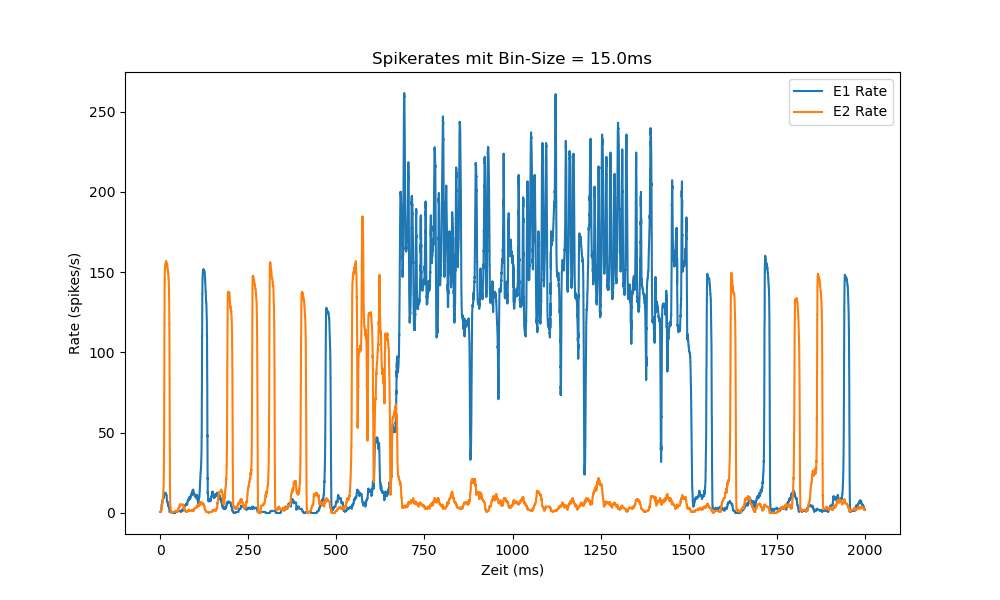 Spikerates mit Bin-Size = 15.0ms
E1 Rate
E2 Rate
250
200
150
100
50
0
Rate (spikes/s)
0 250 500 750 1000 1250 1500 1750 2000
Zeit (ms)